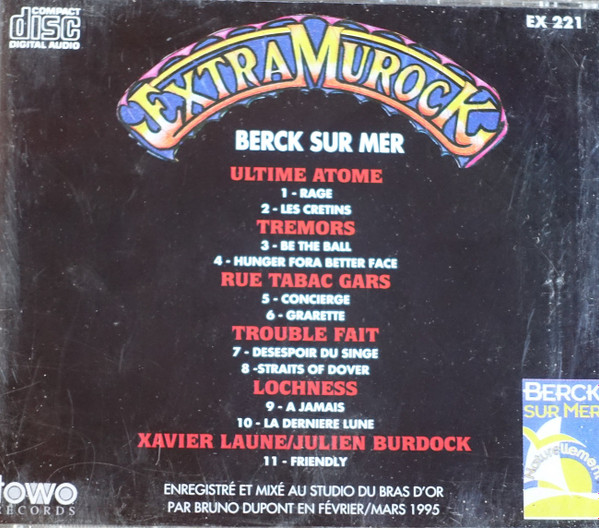 COMPACT
disc
DIGITAL AUDIO
EX 221
EXTRAMUROCK
BERCK SUR MER
ULTIME ATOME
1 - RAGE
2 - LES CRETINS
TREMORS
3 - BE THE BALL
4 - HUNGER FORA BETTER FACE
RUE TABAC GARS
5 - CONCIERGE
6 - GRARETTE
TROUBLE FAIT
7 - DESESPOIR DU SINGE
8 -STRAITS OF DOVER
LOCHNESS
9 - A JAMAIS
10 - LA DERNIERE LUNE
XAVIER LAUNE/JULIEN BURDOCK
11 - FRIENDLY
BERCK
SUR MER
Naturellement
towo
RECORDS
ENREGISTRÉ ET MIXÉ AU STUDIO DU BRAS D'OR
PAR BRUNO DUPONT EN FÉVRIER/MARS 1995